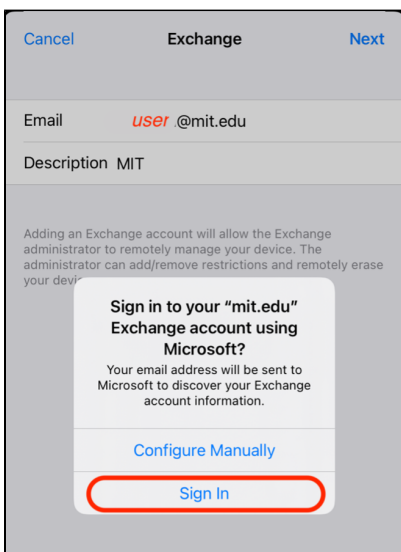 Cancel Exchange Next
Email user .@mit.edu
Description MIT
Adding an Exchange account will allow the Exchange
administrator to remotely manage your device. The
administrator can add/remove restrictions and remotely erase
your devi
Sign in to your “mit.edu”
Exchange account using
Microsoft?
Your email address will be sent to
Microsoft to discover your Exchange
account information.
Configure Manually
Sign In